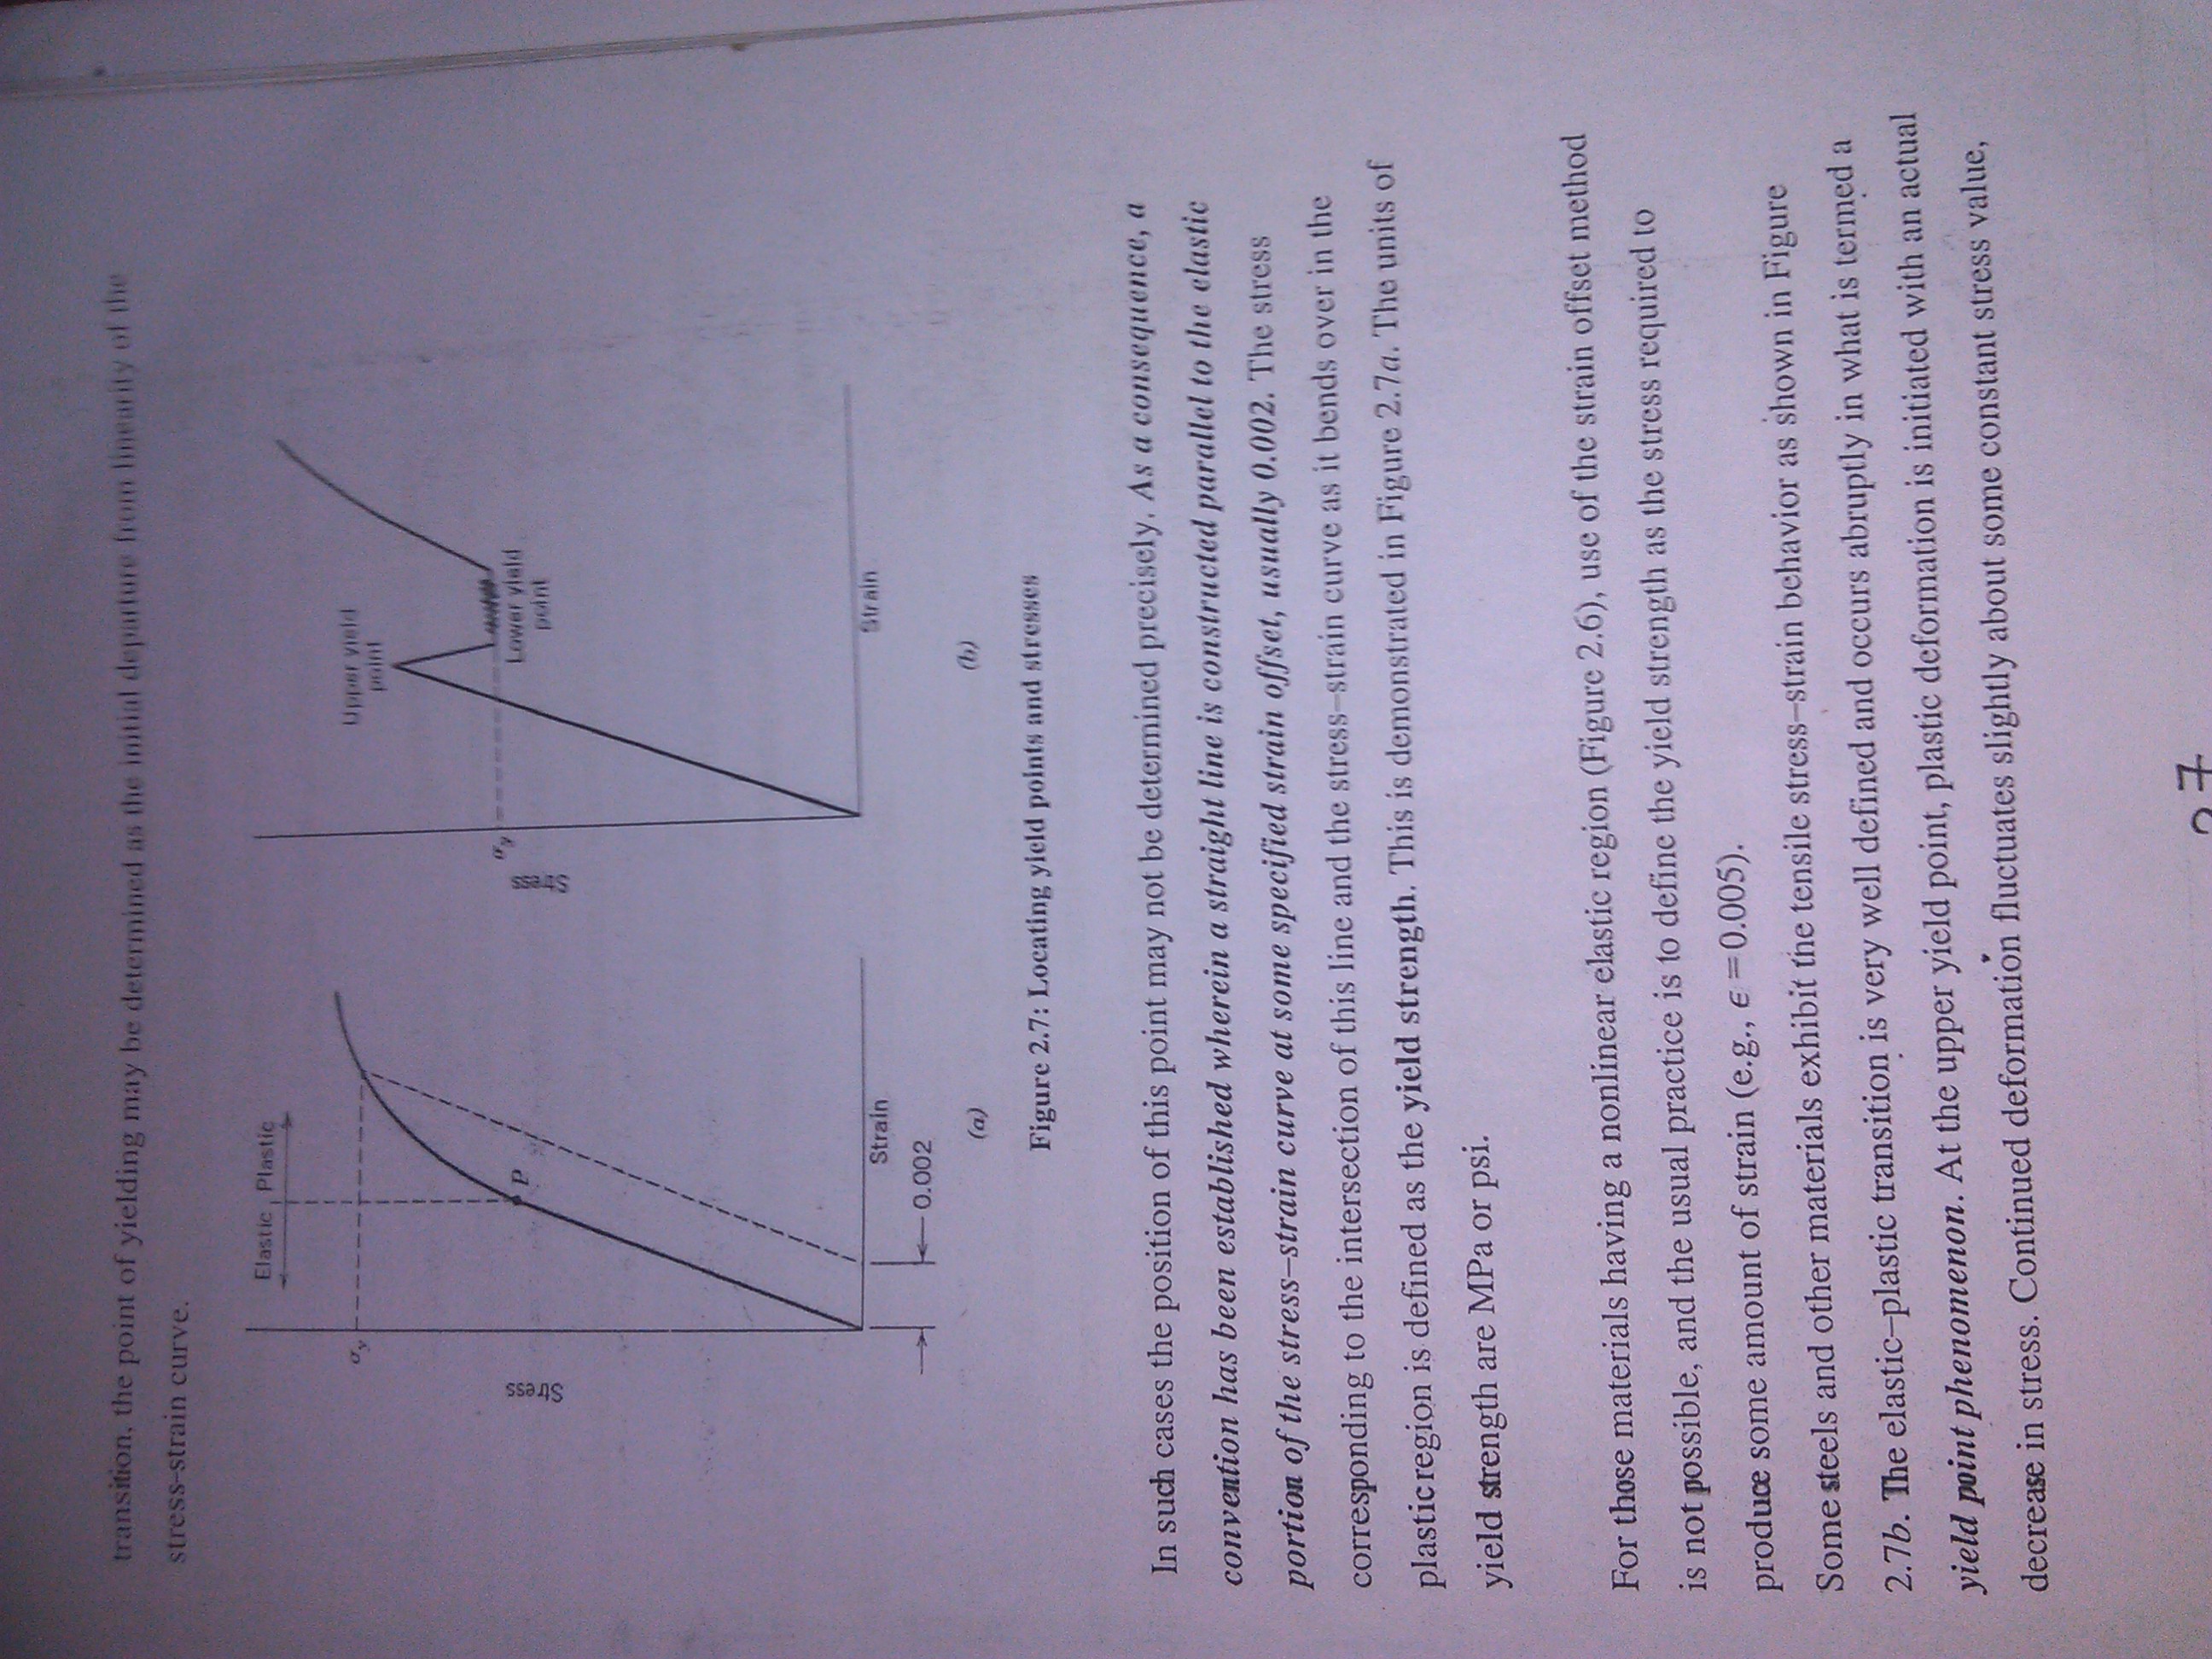 transition, the point of yielding may be determined as the initial departure from linearity of the
stress–strain curve.
Elastic Plastic
σy
P
Stress
Strain
0.002
(a)
Upper yield
point
σy
Lower yield
point
Stress
Strain
(b)
Figure 2.7: Locating yield points and stresses
In such cases the position of this point may not be determined precisely. As a consequence, a
convention has been established wherein a straight line is constructed parallel to the elastic
portion of the stress–strain curve at some specified strain offset, usually 0.002. The stress
corresponding to the intersection of this line and the stress–strain curve as it bends over in the
plastic region is defined as the yield strength. This is demonstrated in Figure 2.7a. The units of
yield strength are MPa or psi.
For those materials having a nonlinear elastic region (Figure 2.6), use of the strain offset method
is not possible, and the usual practice is to define the yield strength as the stress required to
produce some amount of strain (e.g., ϵ = 0.005).
Some steels and other materials exhibit the tensile stress–strain behavior as shown in Figure
2.7b. The elastic–plastic transition is very well defined and occurs abruptly in what is termed a
yield point phenomenon. At the upper yield point, plastic deformation is initiated with an actual
decrease in stress. Continued deformation fluctuates slightly about some constant stress value,